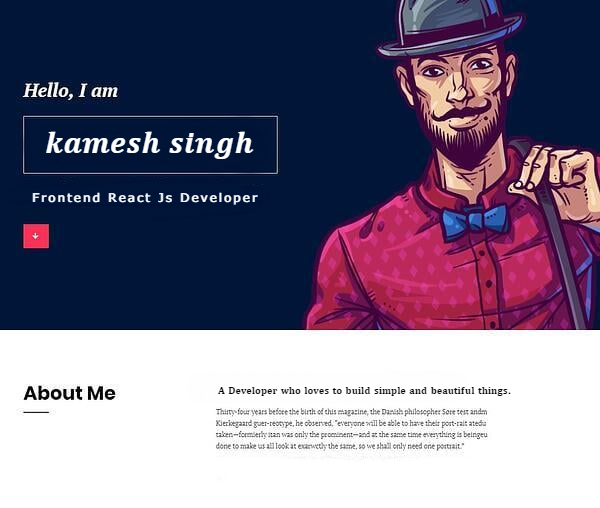 Hello, I am
kamesh singh
Frontend React Js Developer
About Me
A Developer who loves to build simple and beautiful things.
Thirty-four years before the birth of this magazine, the Danish philosopher Søre test andm
Kierkegaard guer-reotype, he observed, "everyone will be able to have their port-rait atedu
taken—formierly itan was only the prominent—and at the same time everything is beingeu
done to make us all look at exarwctly the same, so we shall only need one portrait."